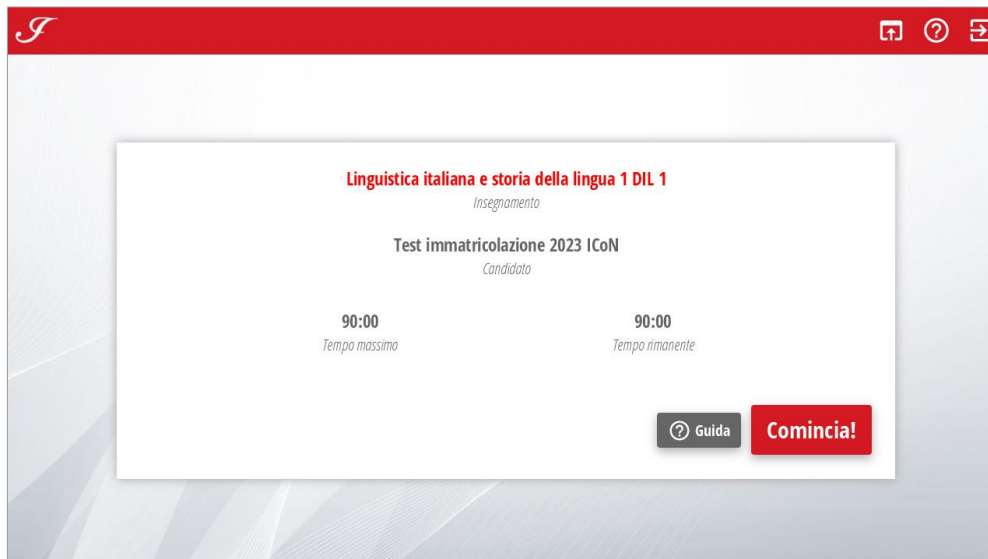 Linguistica italiana e storia della lingua 1 DIL 1
Insegnamento
Test immatricolazione 2023 ICoN
Candidato
90:00
Tempo massimo
90:00
Tempo rimanente
Guida
Comincia!